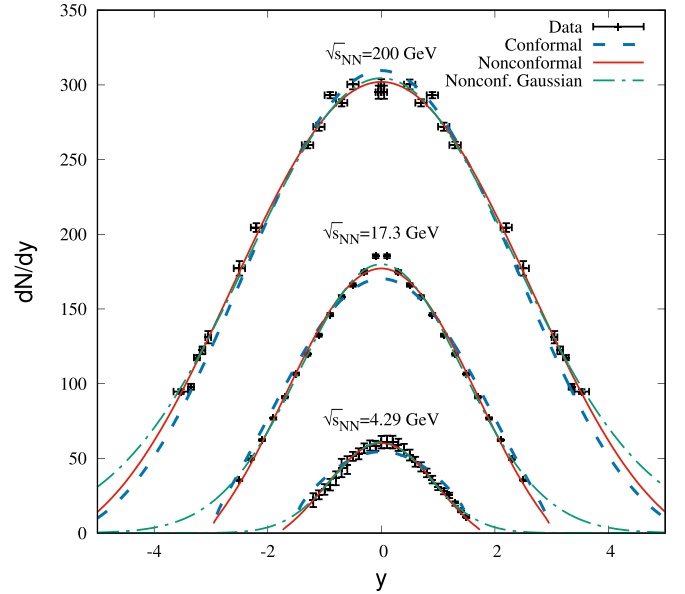 350
300
250
200
150
100
50
0
dN/dy
-4
-2
0
2
4
y
Data
Conformal
Nonconformal
Nonconf. Gaussian
√sNN=200 GeV
√sNN=17.3 GeV
√sNN=4.29 GeV